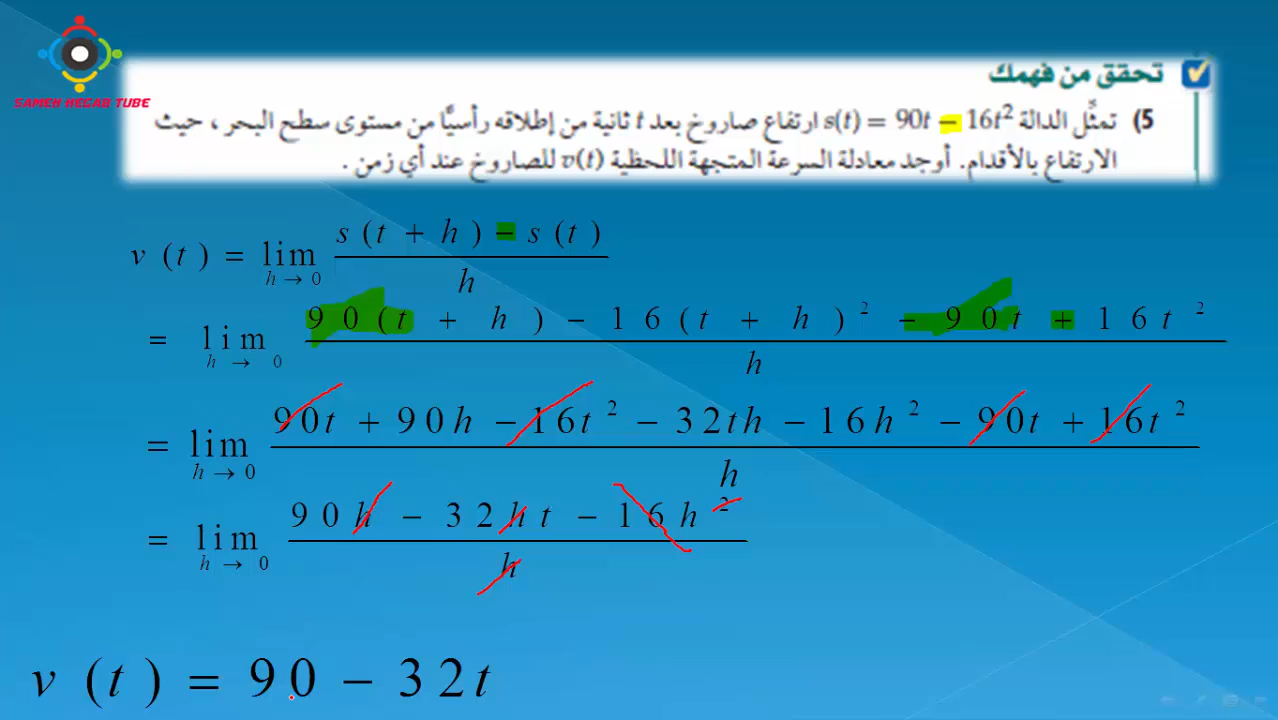 SAMEH HECAB TUBE
تحقق من فهمك
5) تمثِّل الدالة s(t) = 90t − 16t² ارتفاع صاروخ بعد t ثانية من إطلاقه رأسيًّا من مستوى سطح البحر ، حيث
الارتفاع بالأقدام. أوجد معادلة السرعة المتجهة اللحظية v(t) للصاروخ عند أي زمن .
v (t) = lim h → 0 s (t + h) − s (t) / h
= lim h → 0 90(t + h) − 16(t + h)² − 90t + 16t² / h
= lim h → 0 90t + 90h − 16t² − 32th − 16h² − 90t + 16t² / h
= lim h → 0 90h − 32ht − 16h² / h
v (t) = 90 − 32t